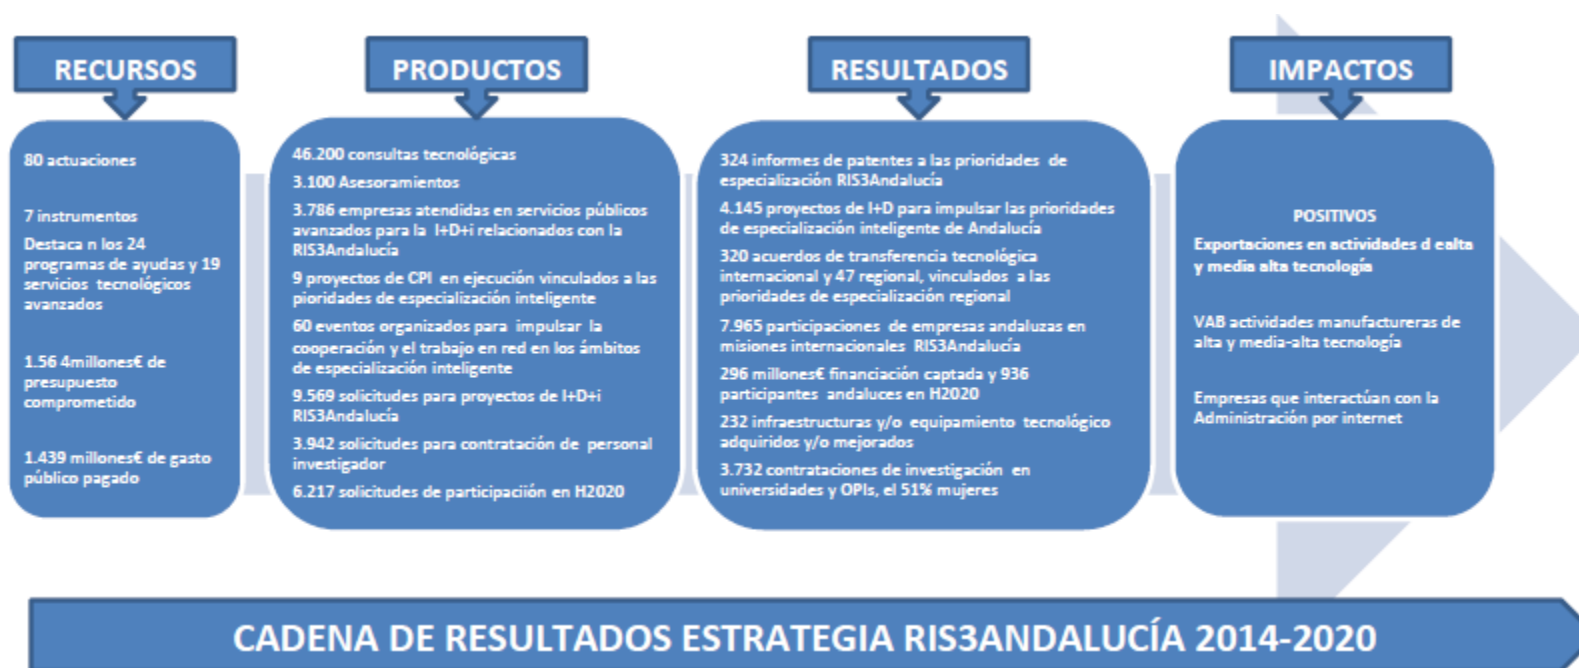 RECURSOS
80 actuaciones
7 instrumentos
Destaca n los 24
programas de ayudas y 19
servicios tecnológicos
avanzados
1.56 4millones€ de
presupuesto
comprometido
1.439 millones€ de gasto
público pagado
PRODUCTOS
46.200 consultas tecnológicas
3.100 Asesoramientos
3.786 empresas atendidas en servicios públicos
avanzados para la I+D+i relacionados con la
RIS3Andalucía
9 proyectos de CPI en ejecución vinculados a las
pioridades de especialización inteligente
60 eventos organizados para impulsar la
cooperación y el trabajo en red en los ámbitos
de especialización inteligente
9.569 solicitudes para proyectos de I+D+i
RIS3Andalucía
3.942 solicitudes para contratación de personal
investigador
6.217 solicitudes de participaciión en H2020
RESULTADOS
324 informes de patentes a las prioridades de
especialización RIS3Andalucía
4.145 proyectos de I+D para impulsar las prioridades
de especialización inteligente de Andalucía
320 acuerdos de transferencia tecnológica
internacional y 47 regional, vinculados a las
prioridades de especialización regional
7.965 participaciones de empresas andaluzas en
misiones internacionales RIS3Andalucía
296 millones€ financiación captada y 936
participantes andaluces en H2020
232 infraestructuras y/o equipamiento tecnológico
adquiridos y/o mejorados
3.732 contrataciones de investigación en
universidades y OPIs, el 51% mujeres
IMPACTOS
POSITIVOS
Exportaciones en actividades d ealta
y media alta tecnología
VAB actividades manufactureras de
alta y media-alta tecnología
Empresas que interactúan con la
Administración por internet
CADENA DE RESULTADOS ESTRATEGIA RIS3ANDALUCÍA 2014-2020